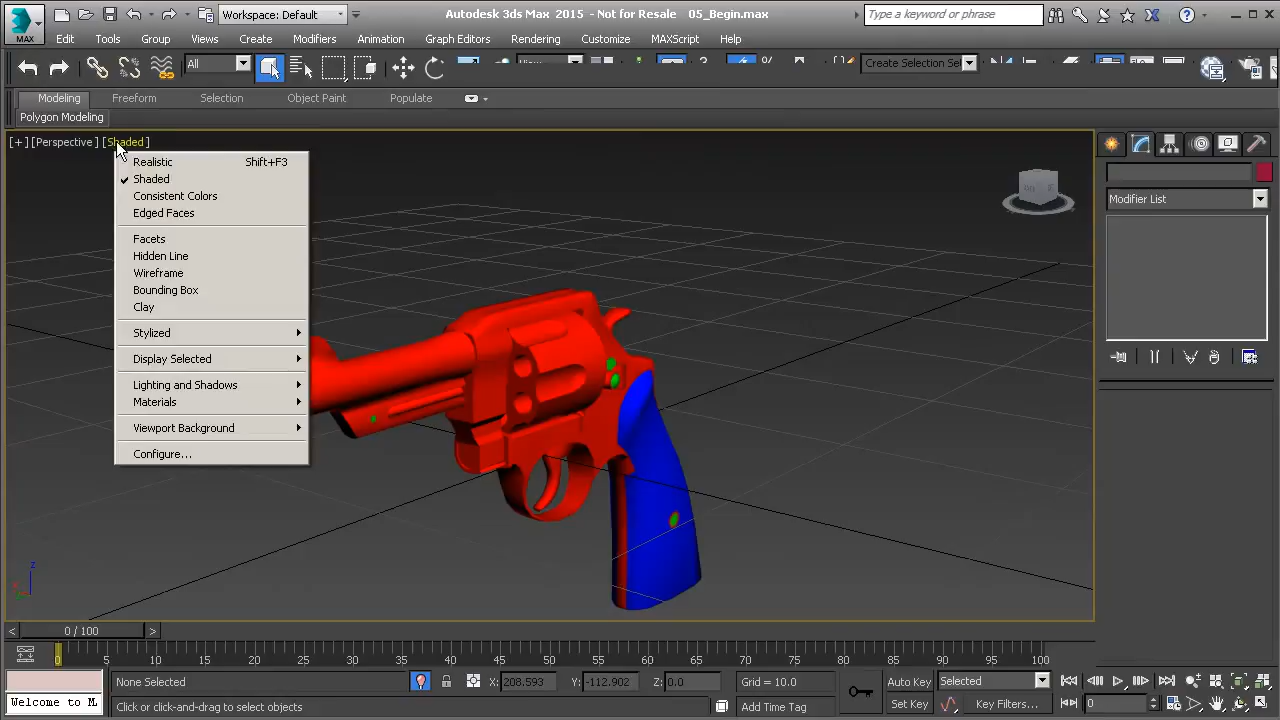 Workspace: Default
Autodesk 3ds Max 2015 - Not for Resale 05_Begin.max
Type a keyword or phrase
MAX
Edit Tools Group Views Create Modifiers Animation Graph Editors Rendering Customize MAXScript Help
All
Create Selection Se
Modeling Freeform Selection Object Paint Populate
Polygon Modeling
[+] [Perspective] [Shaded]
Realistic Shift+F3
Shaded
Consistent Colors
Edged Faces
Facets
Hidden Line
Wireframe
Bounding Box
Clay
Stylized
Display Selected
Lighting and Shadows
Materials
Viewport Background
Configure...
Modifier List
z
0 / 100
0 5 10 15 20 25 30 35 40 45 50 55 60 65 70 75 80 85 90 95 100
None Selected
X: 208.593 Y: -112.902 Z: 0.0 Grid = 10.0
Auto Key Selected
Welcome to M
Click or click-and-drag to select objects
Add Time Tag
Set Key Key Filters...
0